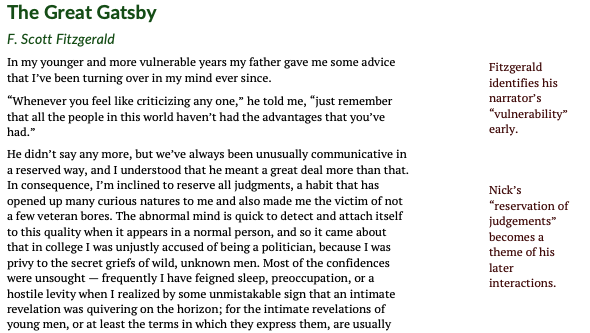 The Great Gatsby
F. Scott Fitzgerald
In my younger and more vulnerable years my father gave me some advice
that I’ve been turning over in my mind ever since.
“Whenever you feel like criticizing any one,” he told me, “just remember
that all the people in this world haven’t had the advantages that you’ve
had.”
He didn’t say any more, but we’ve always been unusually communicative in
a reserved way, and I understood that he meant a great deal more than that.
In consequence, I’m inclined to reserve all judgments, a habit that has
opened up many curious natures to me and also made me the victim of not
a few veteran bores. The abnormal mind is quick to detect and attach itself
to this quality when it appears in a normal person, and so it came about
that in college I was unjustly accused of being a politician, because I was
privy to the secret griefs of wild, unknown men. Most of the confidences
were unsought — frequently I have feigned sleep, preoccupation, or a
hostile levity when I realized by some unmistakable sign that an intimate
revelation was quivering on the horizon; for the intimate revelations of
young men, or at least the terms in which they express them, are usually
Fitzgerald
identifies his
narrator’s
“vulnerability”
early.
Nick’s
“reservation of
judgements”
becomes a
theme of his
later
interactions.